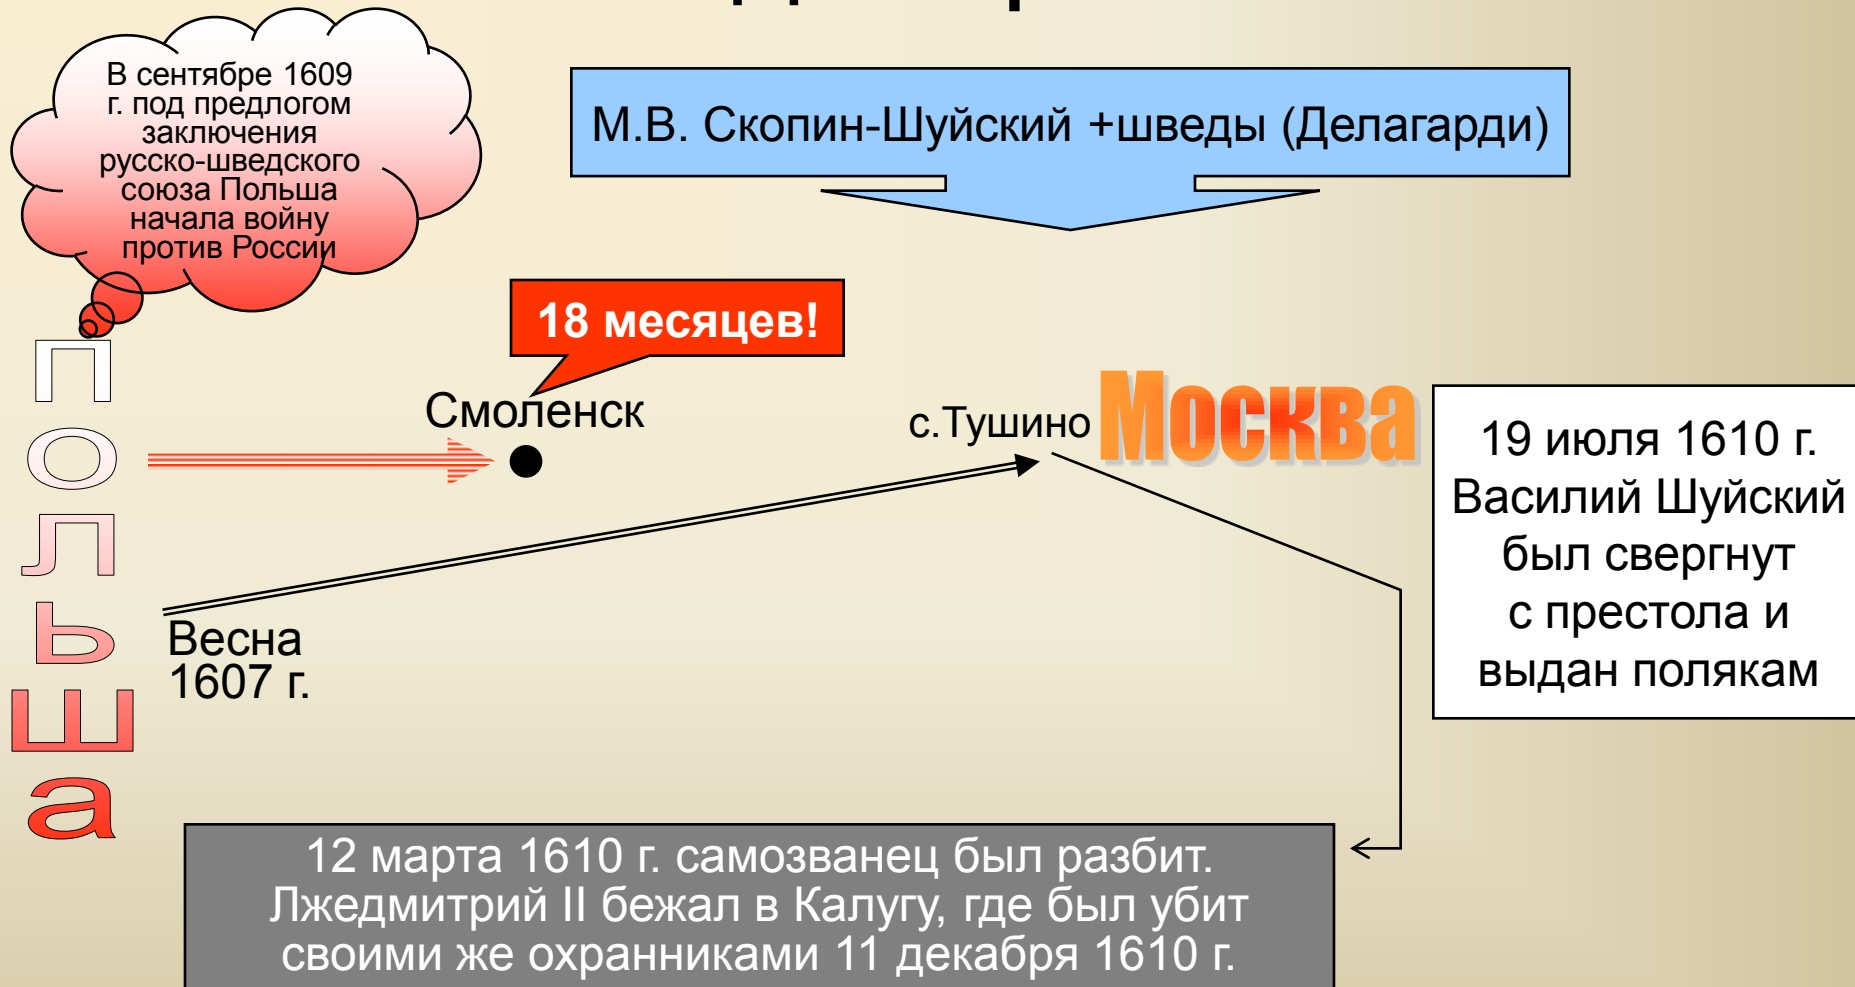 В сентябре 1609
г. под предлогом
заключения
русско-шведского
союза Польша
начала войну
против России
М.В. Скопин-Шуйский +шведы (Делагарди)
18 месяцев!
Смоленск
с.Тушино
Москва
19 июля 1610 г.
Василий Шуйский
был свергнут
с престола и
выдан полякам
польша
Весна
1607 г.
12 марта 1610 г. самозванец был разбит.
Лжедмитрий II бежал в Калугу, где был убит
своими же охранниками 11 декабря 1610 г.